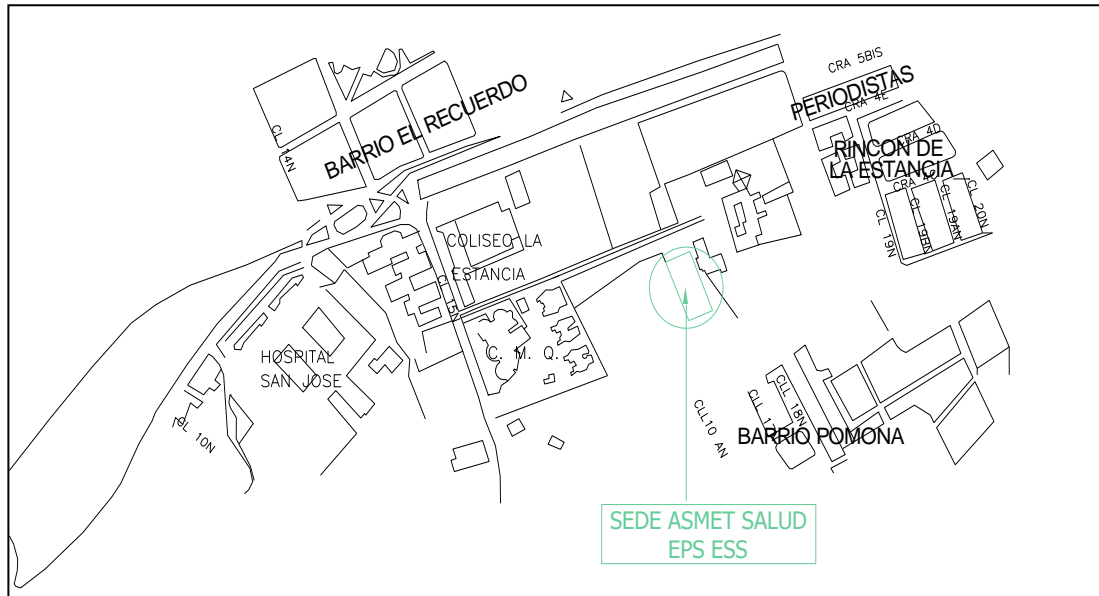 CRA 5BIS
PERIODISTAS
CRA 4E
BARRIO EL RECUERDO
CL 14N
CRA 4D
RINCON DE
LA ESTANCIA
CL 20N
CL 19AN
CL 19BN
CL 19N
COLISEO LA
ESTANCIA
CL 15N
HOSPITAL
SAN JOSE
C. M. Q.
CL 10N
CLL10 AN
CLL 18N
BARRIO POMONA
SEDE ASMET SALUD
EPS ESS